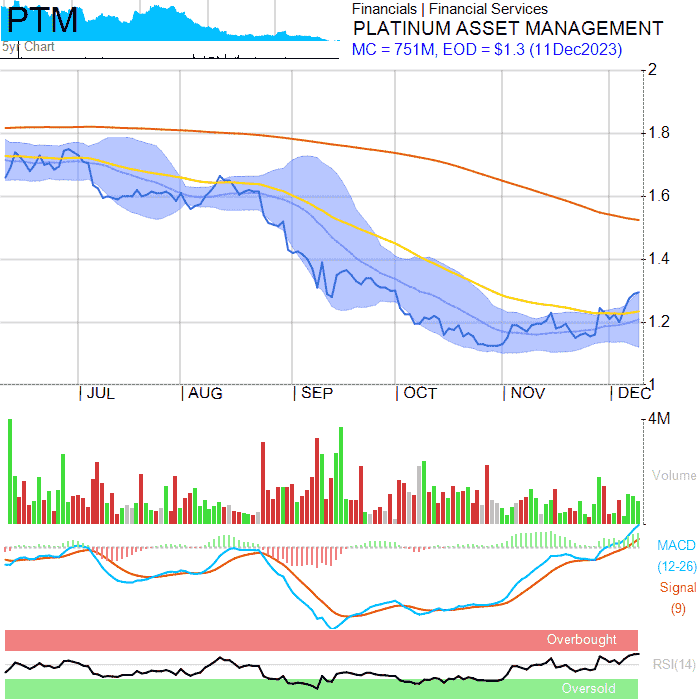 PTM
5yr Chart
Financials | Financial Services
PLATINUM ASSET MANAGEMENT
MC = 751M, EOD = $1.3 (11Dec2023)
2
1.8
1.6
1.4
1.2
1
| JUL | AUG | SEP | OCT | NOV | DEC
4M
Volume
MACD
(12-26)
Signal
(9)
Overbought
RSI(14)
Oversold